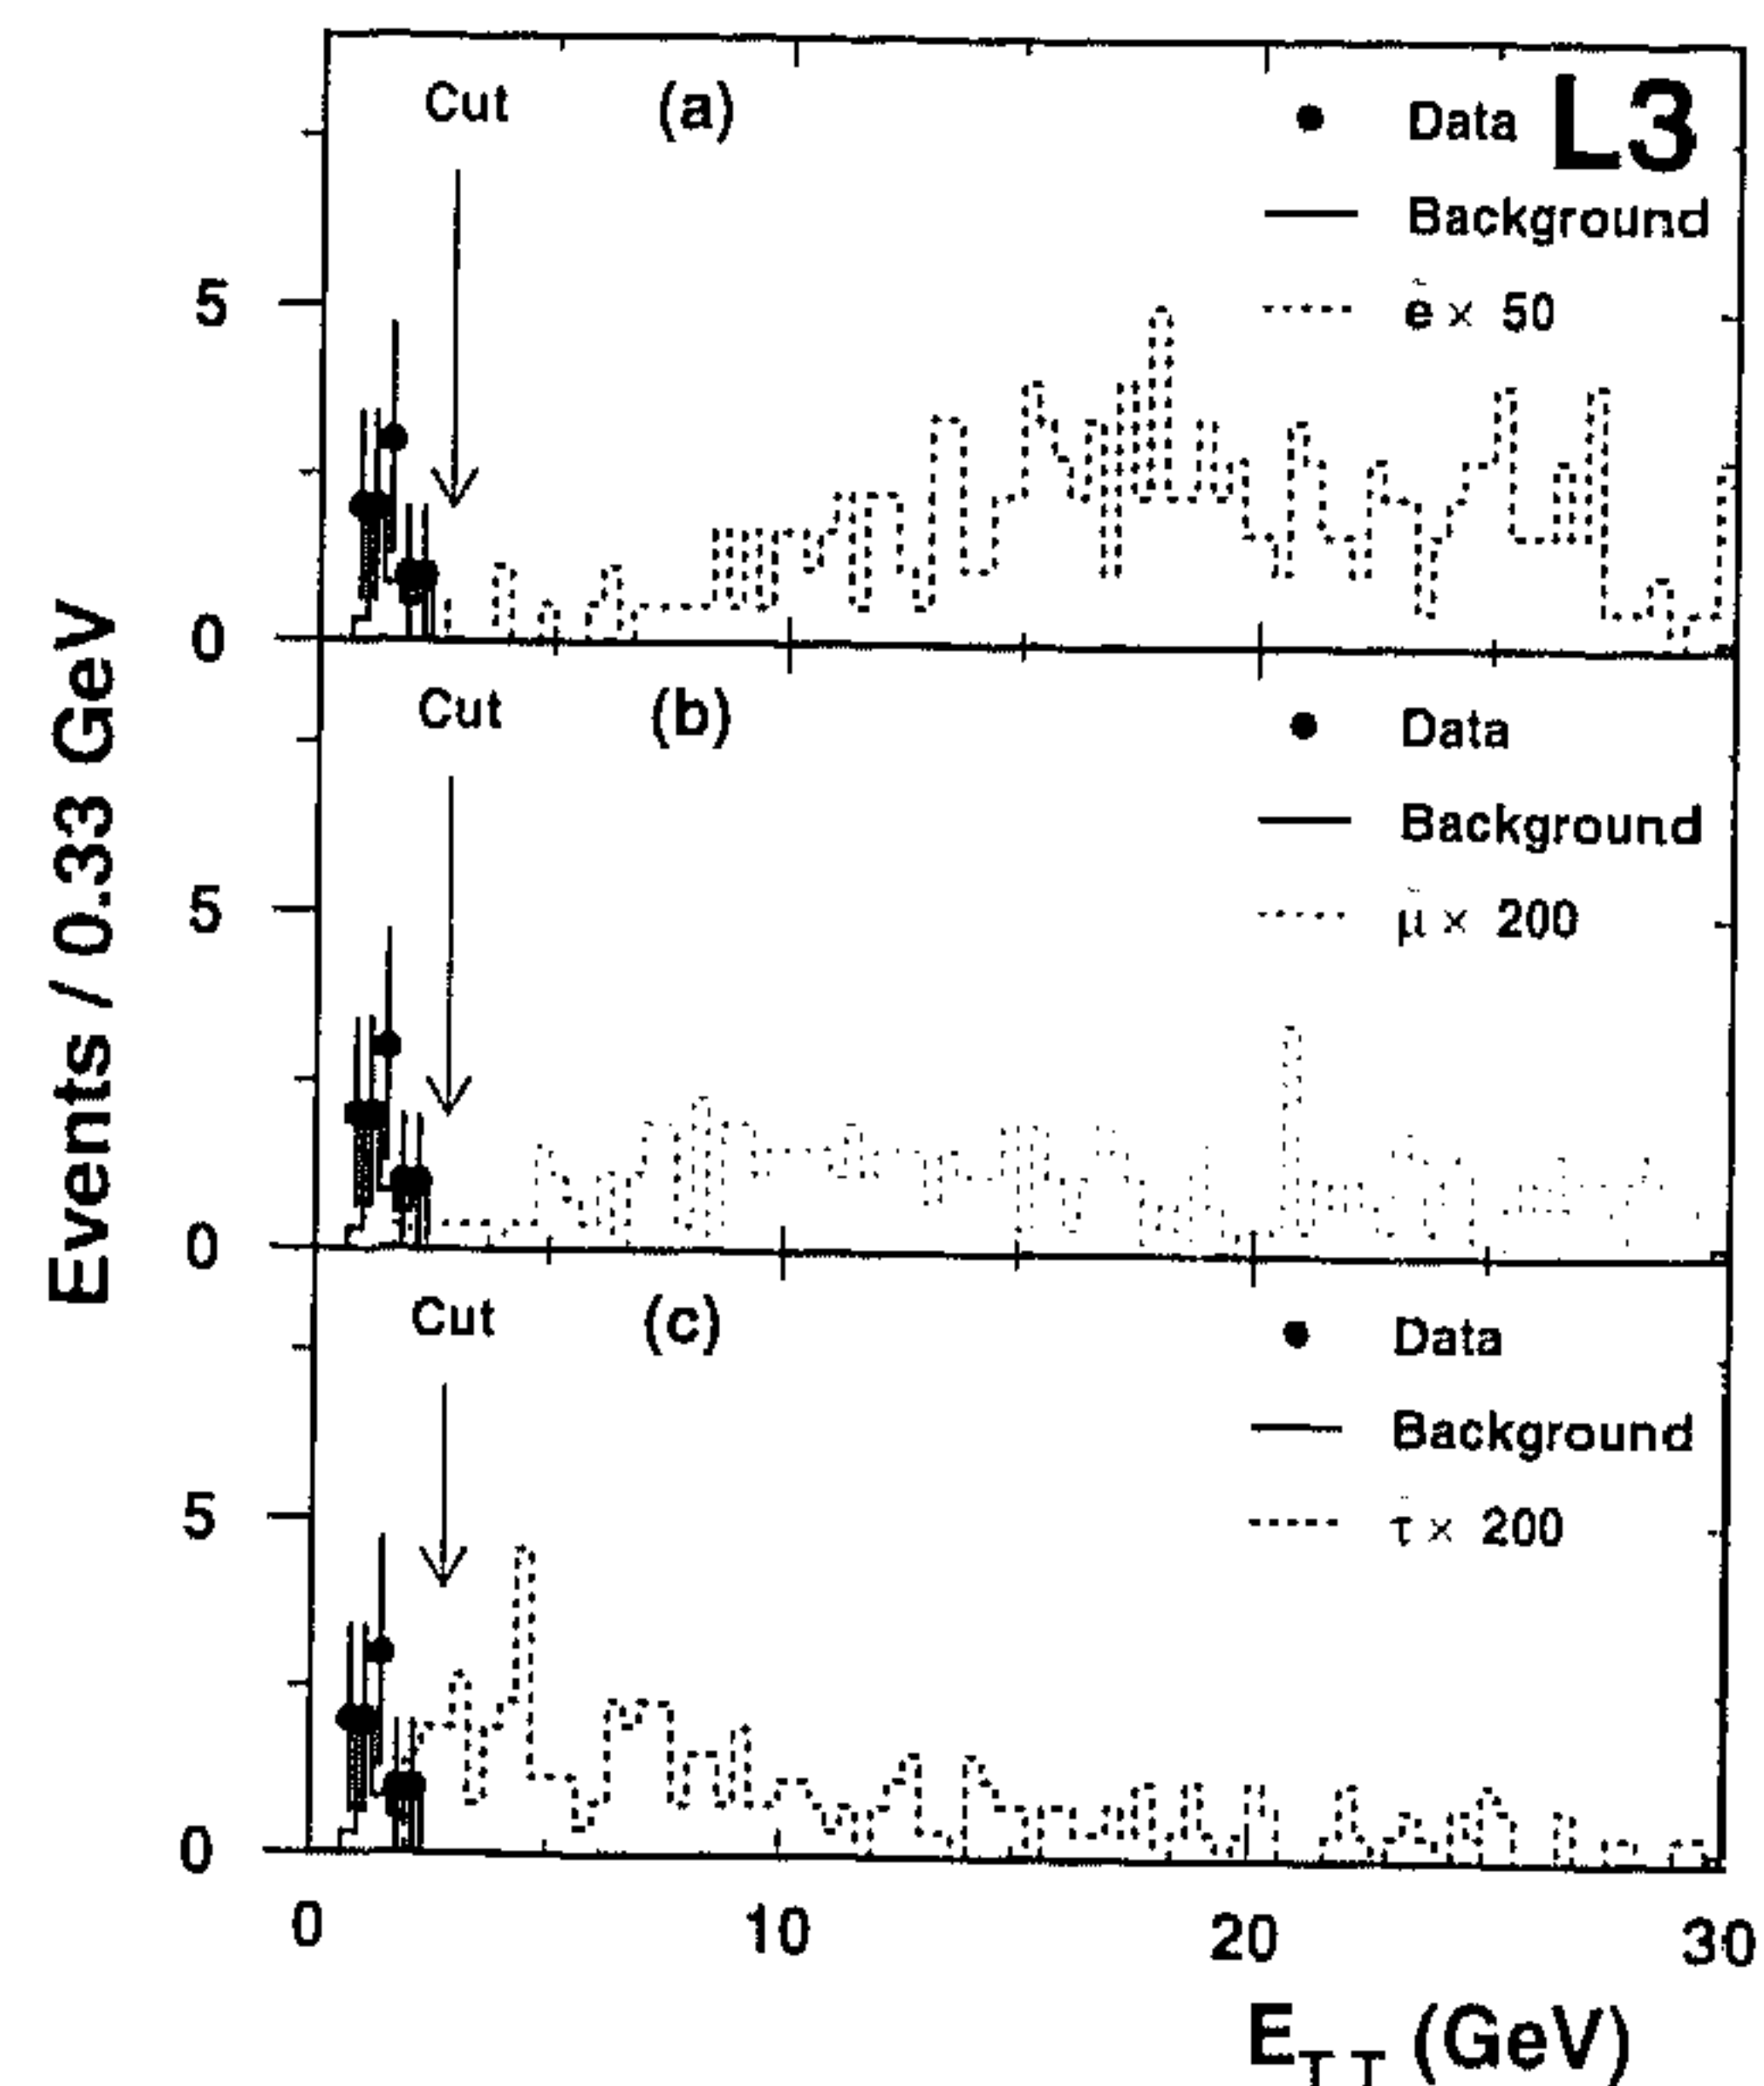 Cut (a) Data L3
Background
ẽ × 50
5
0
Cut (b) Data
Background
μ̃ × 200
5
0
Events / 0.33 GeV
Cut (c) Data
Background
τ̃ × 200
5
0
0 10 20 30
E_TT (GeV)